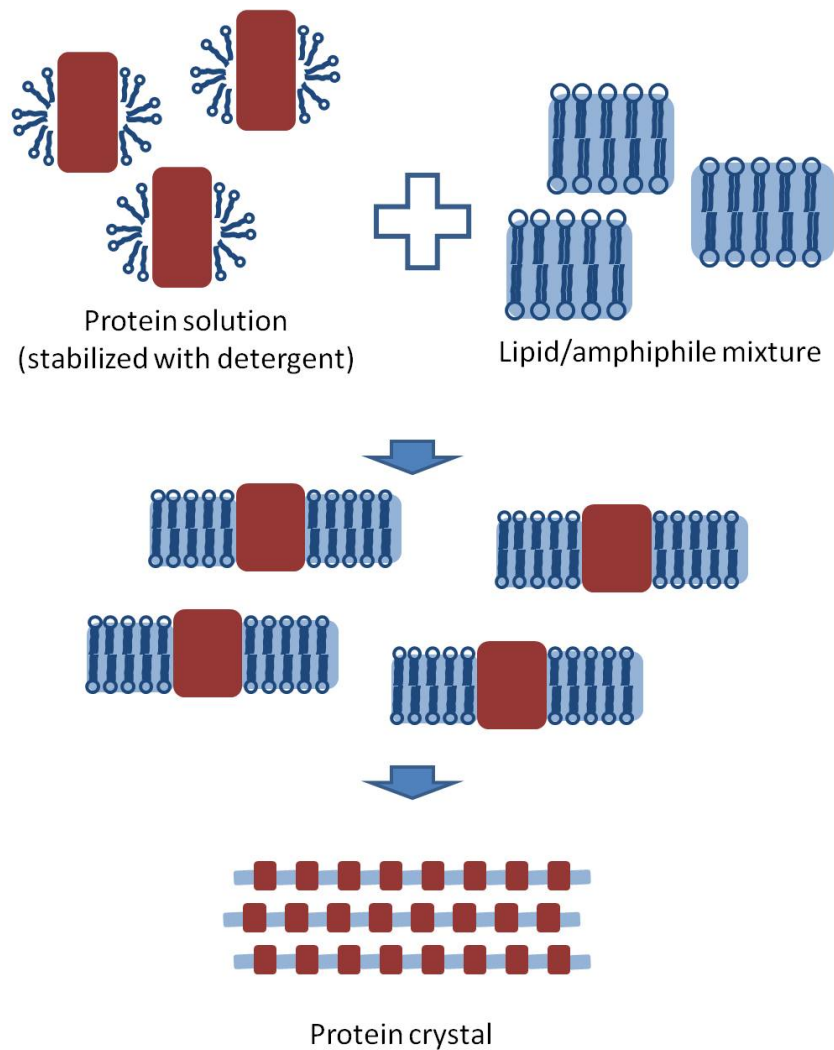 Protein solution
(stabilized with detergent)
Lipid/amphiphile mixture
Protein crystal